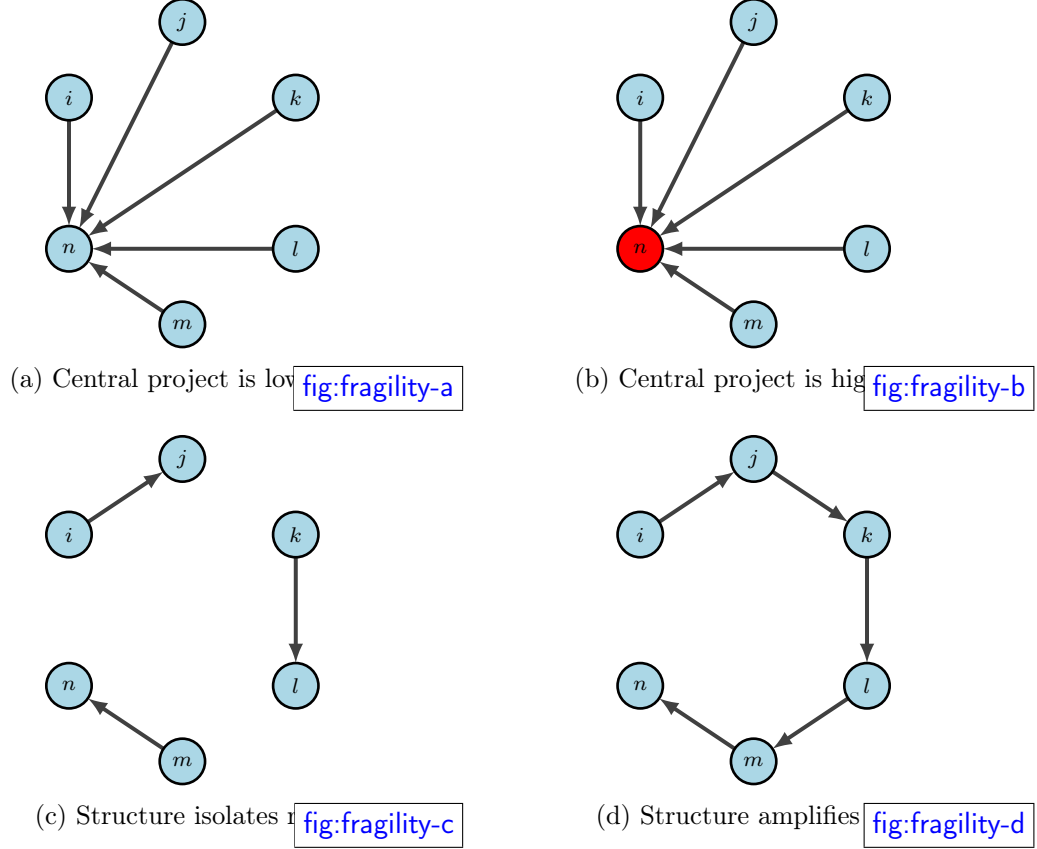 j
i
k
n
l
m
(a) Central project is low
fig:fragility-a
j
i
k
n
l
m
(b) Central project is hig
fig:fragility-b
j
i
k
n
l
m
(c) Structure isolates
fig:fragility-c
j
i
k
n
l
m
(d) Structure amplifies
fig:fragility-d